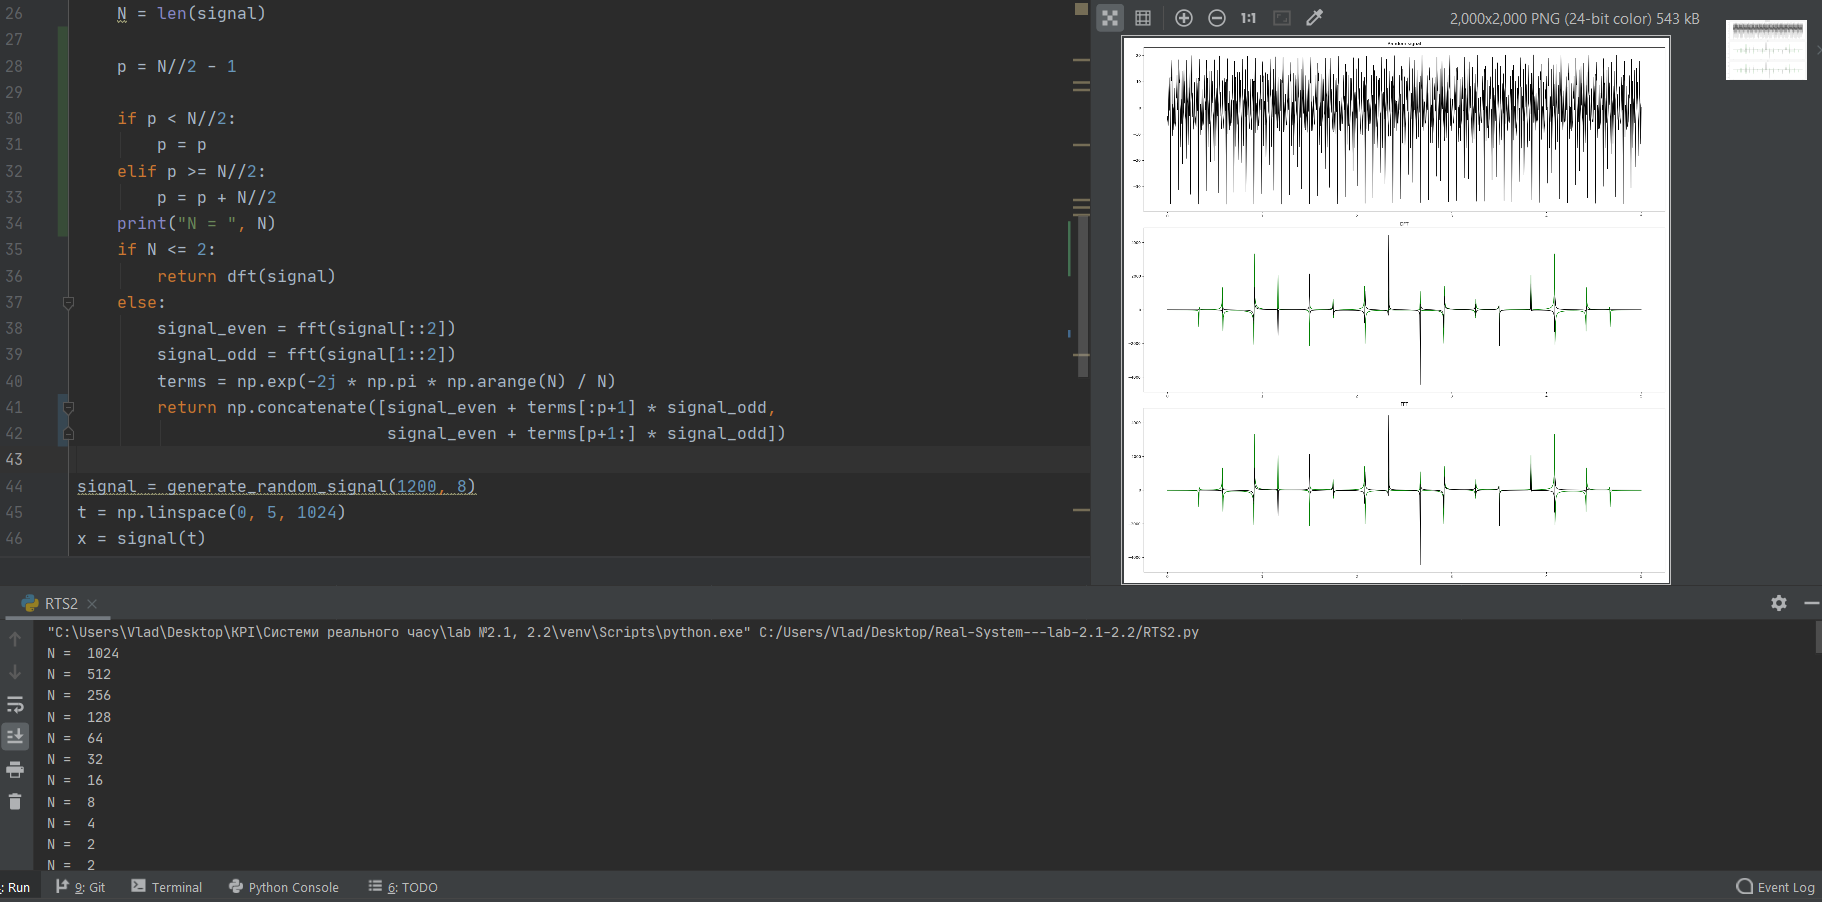 26 N = len(signal)
27
28 p = N//2 - 1
29
30 if p < N//2:
31 p = p
32 elif p >= N//2:
33 p = p + N//2
34 print("N = ", N)
35 if N <= 2:
36 return dft(signal)
37 else:
38 signal_even = fft(signal[::2])
39 signal_odd = fft(signal[1::2])
40 terms = np.exp(-2j * np.pi * np.arange(N) / N)
41 return np.concatenate([signal_even + terms[:p+1] * signal_odd,
42 signal_even + terms[p+1:] * signal_odd])
43
44 signal = generate_random_signal(1200, 8)
45 t = np.linspace(0, 5, 1024)
46 x = signal(t)
1:1
2,000x2,000 PNG (24-bit color) 543 kB
Random signal
DFT
FFT
RTS2
"C:\Users\Vlad\Desktop\KPI\Системи реального часу\lab №2.1, 2.2\venv\Scripts\python.exe" C:/Users/Vlad/Desktop/Real-System---lab-2.1-2.2/RTS2.py
N =  1024
N =  512
N =  256
N =  128
N =  64
N =  32
N =  16
N =  8
N =  4
N =  2
N =  2
: Run
9: Git
Terminal
Python Console
6: TODO
Event Log